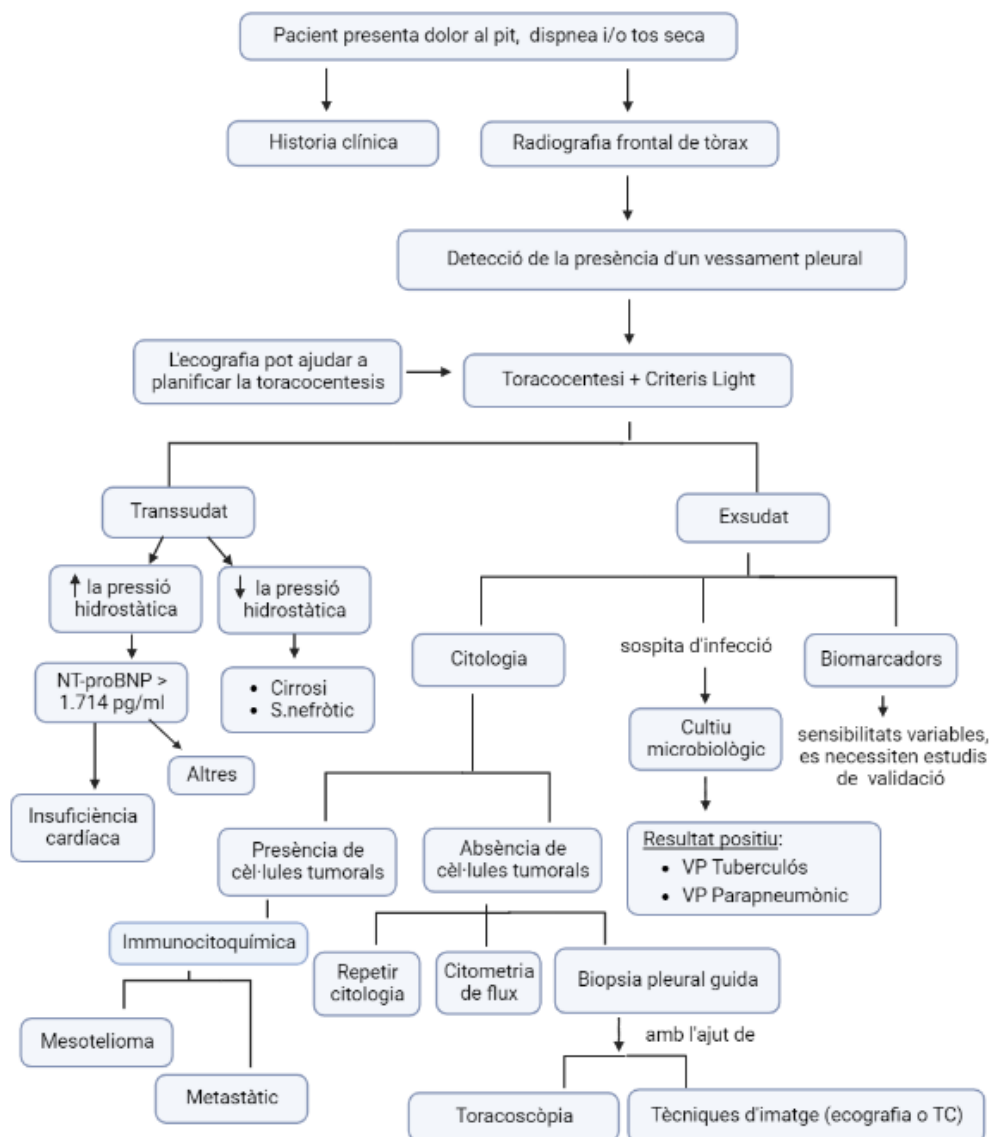 Pacient presenta dolor al pit, dispnea i/o tos seca
Historia clínica
Radiografia frontal de tòrax
Detecció de la presència d'un vessament pleural
L'ecografia pot ajudar a
planificar la toracocentesis
Toracocentesi + Criteris Light
Transsudat
Exsudat
↑ la pressió
hidrostàtica
↓ la pressió
hidrostàtica
Citologia
sospita d'infecció
Biomarcadors
NT-proBNP >
1.714 pg/ml
• Cirrosi
• S.nefròtic
Cultiu
microbiològic
sensibilitats variables,
es necessiten estudis
de validació
Altres
Insuficiència
cardíaca
Presència de
cèl·lules tumorals
Absència de
cèl·lules tumorals
Resultat positiu:
• VP Tuberculós
• VP Parapneumònic
Immunocitoquímica
Repetir
citologia
Citometria
de flux
Biopsia pleural guida
Mesotelioma
amb l'ajut de
Metastàtic
Toracoscòpia
Tècniques d'imatge (ecografia o TC)